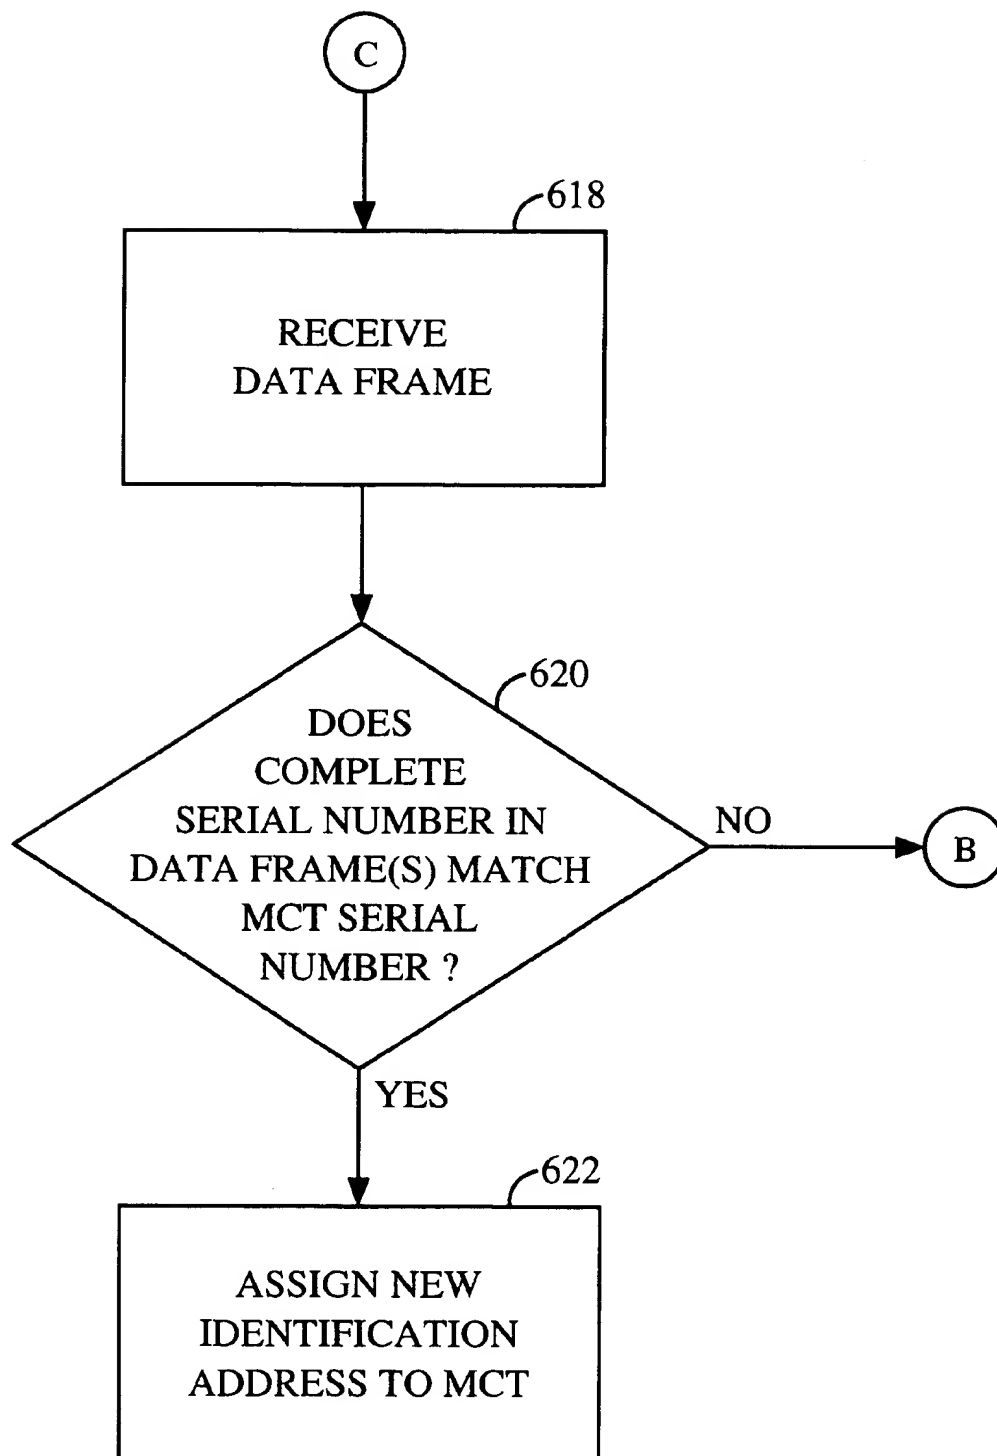 C
618
RECEIVE
DATA FRAME
620
DOES
COMPLETE
SERIAL NUMBER IN
DATA FRAME(S) MATCH
MCT SERIAL
NUMBER ?
NO
B
YES
622
ASSIGN NEW
IDENTIFICATION
ADDRESS TO MCT